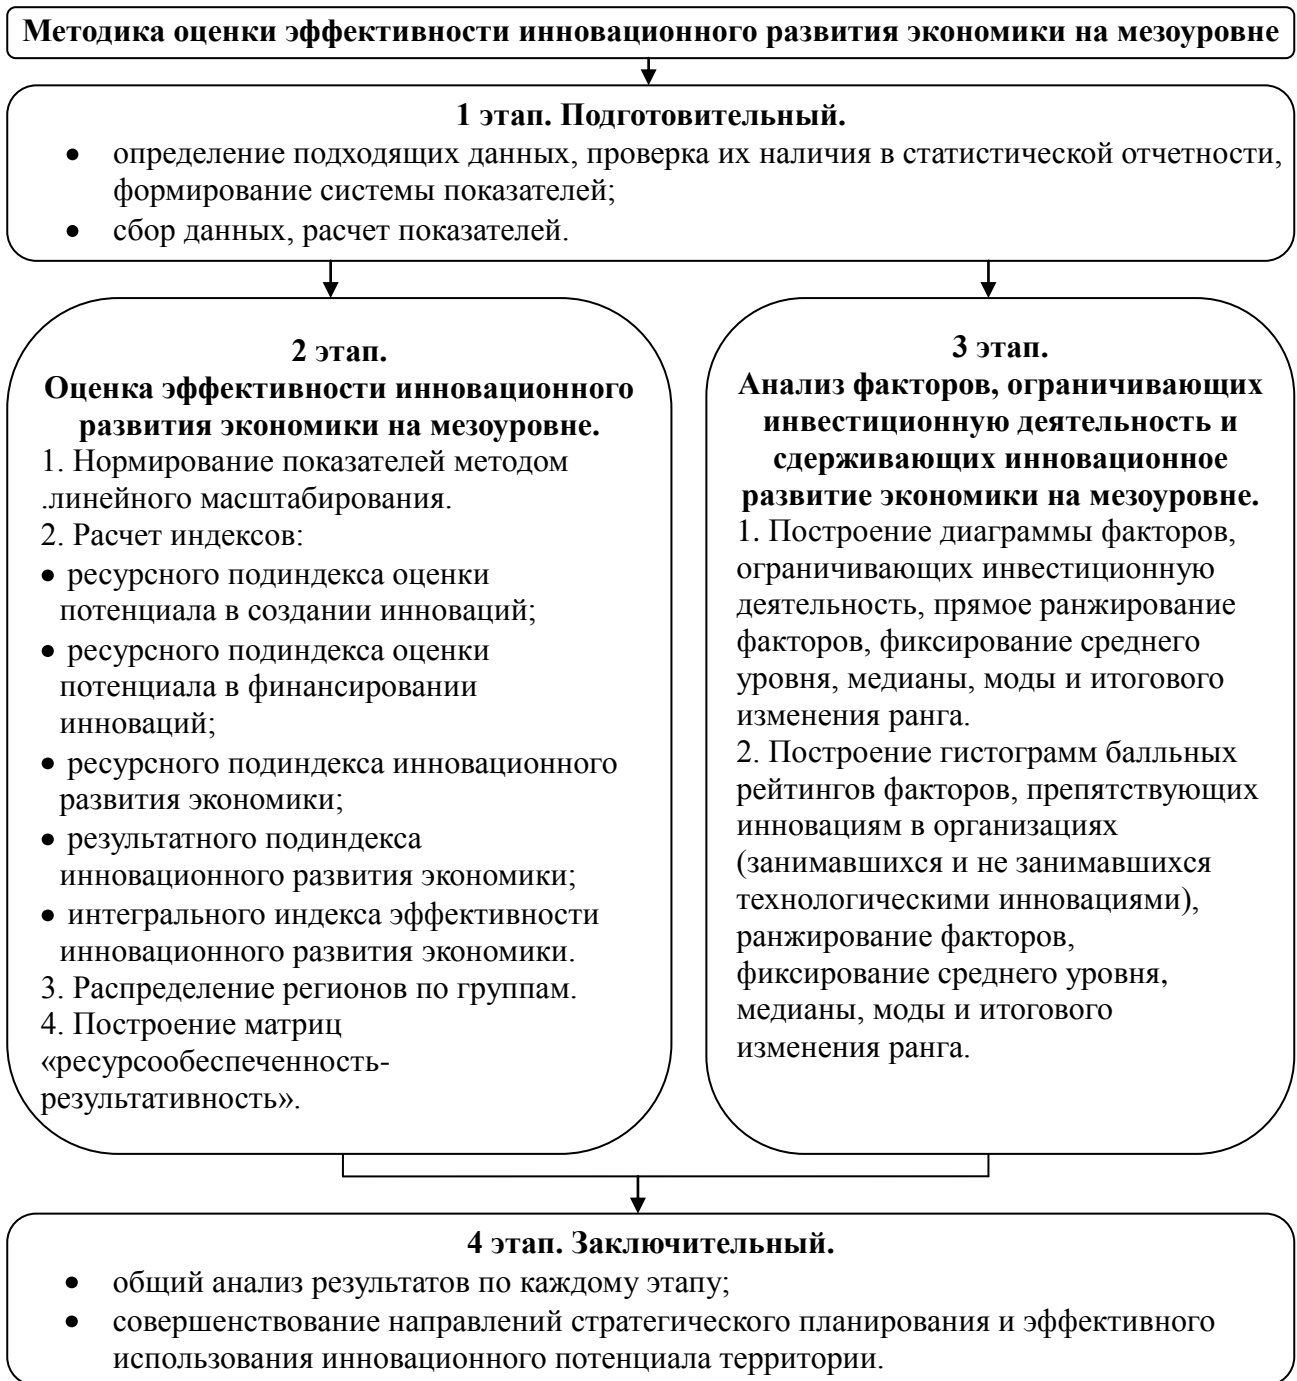 Методика оценки эффективности инновационного развития экономики на мезоуровне
1 этап. Подготовительный.
• определение подходящих данных, проверка их наличия в статистической отчетности,
формирование системы показателей;
• сбор данных, расчет показателей.
2 этап.
Оценка эффективности инновационного
развития экономики на мезоуровне.
1. Нормирование показателей методом
.линейного масштабирования.
2. Расчет индексов:
• ресурсного подиндекса оценки
потенциала в создании инноваций;
• ресурсного подиндекса оценки
потенциала в финансировании
инноваций;
• ресурсного подиндекса инновационного
развития экономики;
• результатного подиндекса
инновационного развития экономики;
• интегрального индекса эффективности
инновационного развития экономики.
3. Распределение регионов по группам.
4. Построение матриц
«ресурсообеспеченность-
результативность».
3 этап.
Анализ факторов, ограничивающих
инвестиционную деятельность и
сдерживающих инновационное
развитие экономики на мезоуровне.
1. Построение диаграммы факторов,
ограничивающих инвестиционную
деятельность, прямое ранжирование
факторов, фиксирование среднего
уровня, медианы, моды и итогового
изменения ранга.
2. Построение гистограмм балльных
рейтингов факторов, препятствующих
инновациям в организациях
(занимавшихся и не занимавшихся
технологическими инновациями),
ранжирование факторов,
фиксирование среднего уровня,
медианы, моды и итогового
изменения ранга.
4 этап. Заключительный.
• общий анализ результатов по каждому этапу;
• совершенствование направлений стратегического планирования и эффективного
использования инновационного потенциала территории.